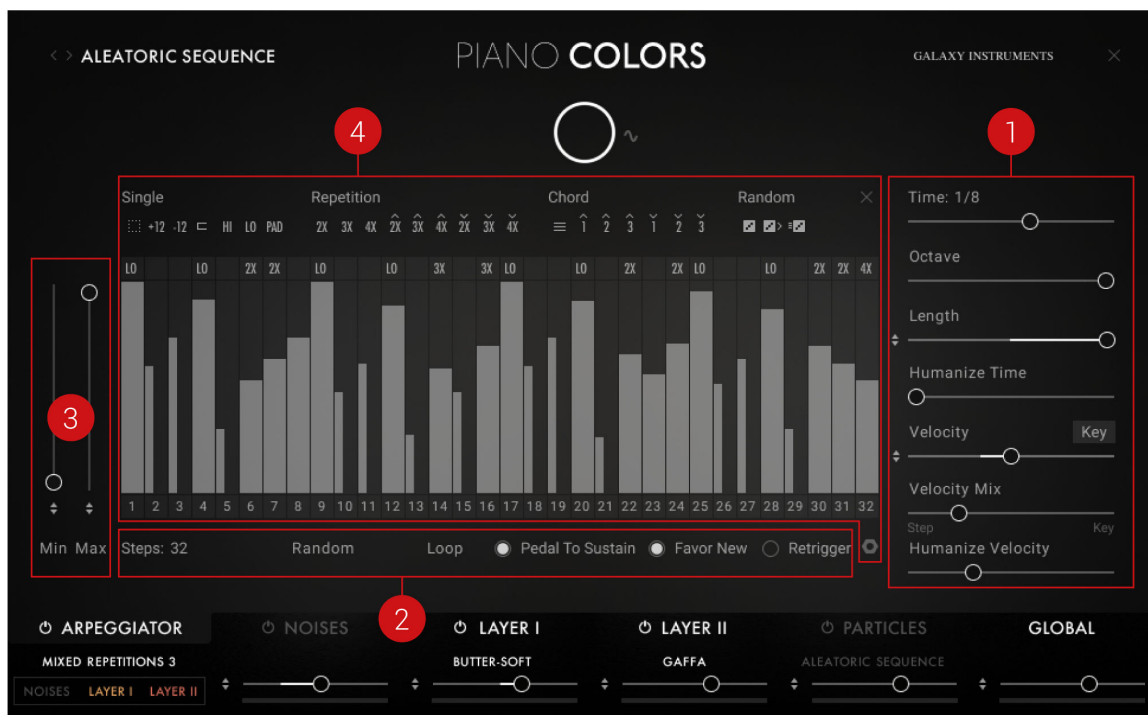 < > ALEATORIC SEQUENCE
PIANO COLORS
GALAXY INSTRUMENTS
4
1
Single Repetition Chord Random
+12 -12 HI LO PAD 2X 3X 4X 2X 3X 4X 2X 3X 4X 1 2 3 1 2 3
LO LO 2X 2X LO LO 3X 3X LO LO 2X 2X LO LO 2X 2X 4X
1 2 3 4 5 6 7 8 9 10 11 12 13 14 15 16 17 18 19 20 21 22 23 24 25 26 27 28 29 30 31 32
3
Min Max
Steps: 32 Random Loop Pedal To Sustain Favor New Retrigger
2
Time: 1/8
Octave
Length
Humanize Time
Velocity Key
Velocity Mix
Step Key
Humanize Velocity
ARPEGGIATOR NOISES LAYER I LAYER II PARTICLES GLOBAL
MIXED REPETITIONS 3 BUTTER-SOFT GAFFA ALEATORIC SEQUENCE
NOISES LAYER I LAYER II